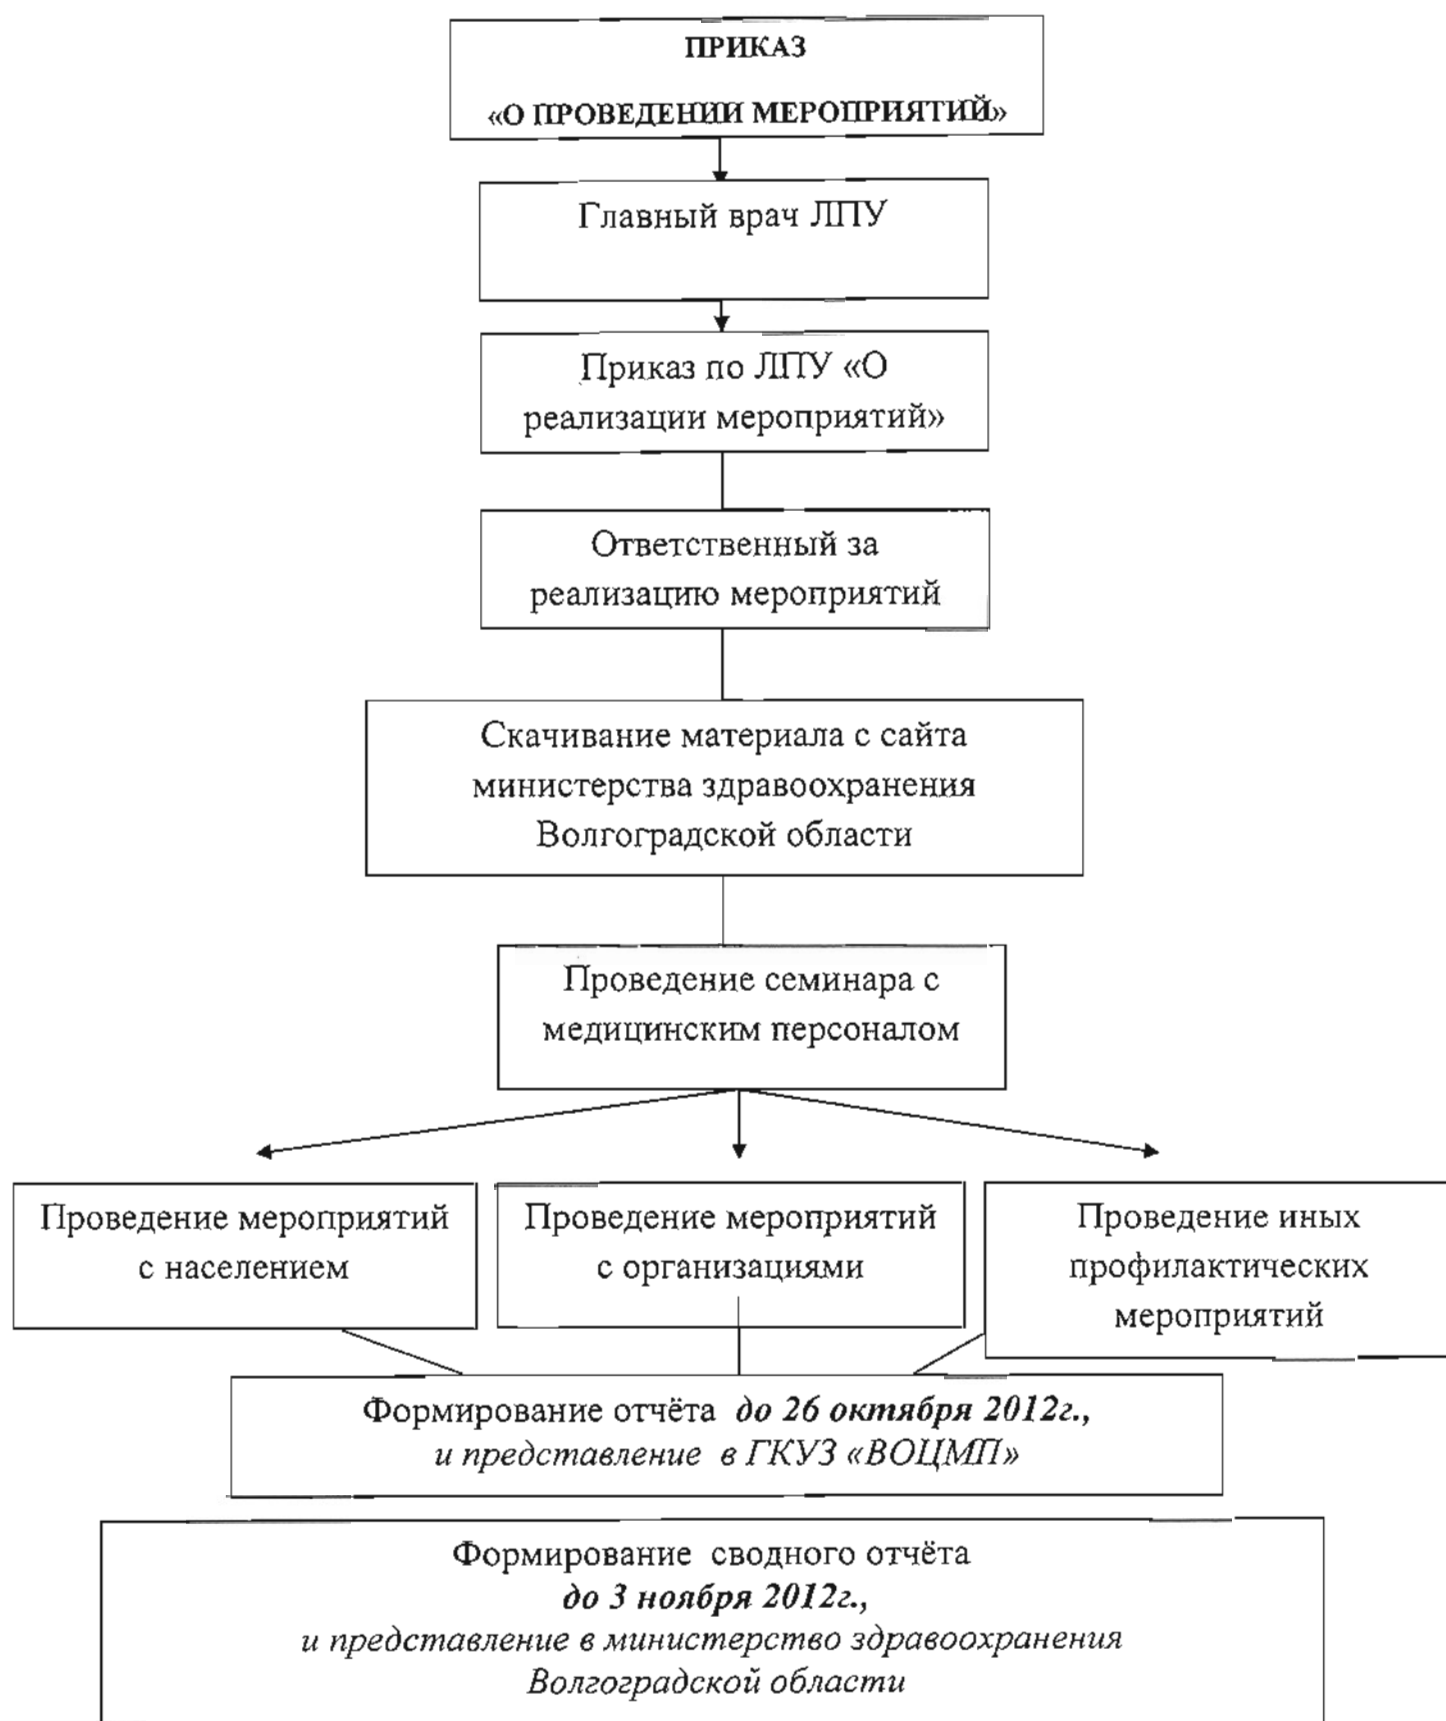 ПРИКАЗ
«О ПРОВЕДЕНИИ МЕРОПРИЯТИЙ»
Главный врач ЛПУ
Приказ по ЛПУ «О
реализации мероприятий»
Ответственный за
реализацию мероприятий
Скачивание материала с сайта
министерства здравоохранения
Волгоградской области
Проведение семинара с
медицинским персоналом
Проведение мероприятий
с населением
Проведение мероприятий
с организациями
Проведение иных
профилактических
мероприятий
Формирование отчёта до 26 октября 2012г.,
и представление в ГКУЗ «ВОЦМП»
Формирование сводного отчёта
до 3 ноября 2012г.,
и представление в министерство здравоохранения
Волгоградской области